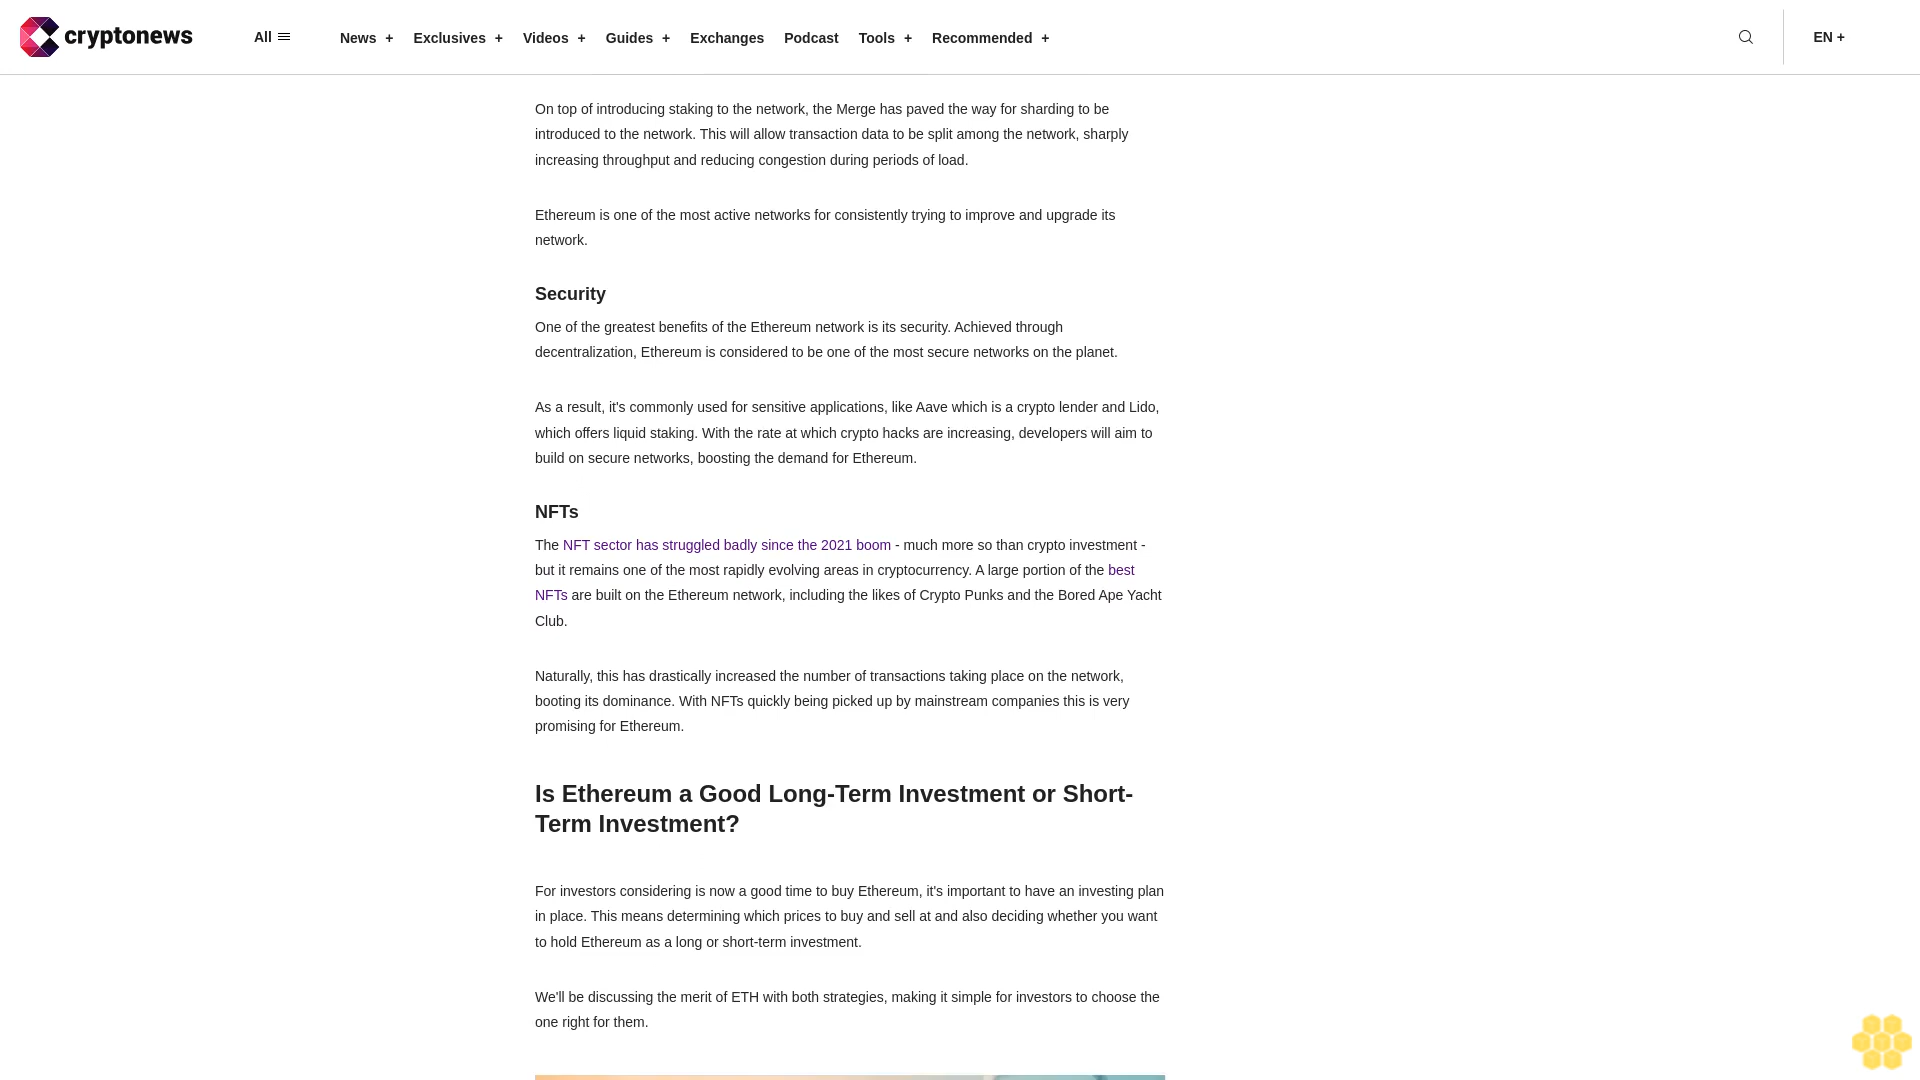 cryptonews
All
News +
Exclusives +
Videos +
Guides +
Exchanges
Podcast
Tools +
Recommended +
EN +
On top of introducing staking to the network, the Merge has paved the way for sharding to be
introduced to the network. This will allow transaction data to be split among the network, sharply
increasing throughput and reducing congestion during periods of load.
Ethereum is one of the most active networks for consistently trying to improve and upgrade its
network.
Security
One of the greatest benefits of the Ethereum network is its security. Achieved through
decentralization, Ethereum is considered to be one of the most secure networks on the planet.
As a result, it's commonly used for sensitive applications, like Aave which is a crypto lender and Lido,
which offers liquid staking. With the rate at which crypto hacks are increasing, developers will aim to
build on secure networks, boosting the demand for Ethereum.
NFTs
The NFT sector has struggled badly since the 2021 boom - much more so than crypto investment -
but it remains one of the most rapidly evolving areas in cryptocurrency. A large portion of the best
NFTs are built on the Ethereum network, including the likes of Crypto Punks and the Bored Ape Yacht
Club.
Naturally, this has drastically increased the number of transactions taking place on the network,
booting its dominance. With NFTs quickly being picked up by mainstream companies this is very
promising for Ethereum.
Is Ethereum a Good Long-Term Investment or Short-
Term Investment?
For investors considering is now a good time to buy Ethereum, it's important to have an investing plan
in place. This means determining which prices to buy and sell at and also deciding whether you want
to hold Ethereum as a long or short-term investment.
We'll be discussing the merit of ETH with both strategies, making it simple for investors to choose the
one right for them.